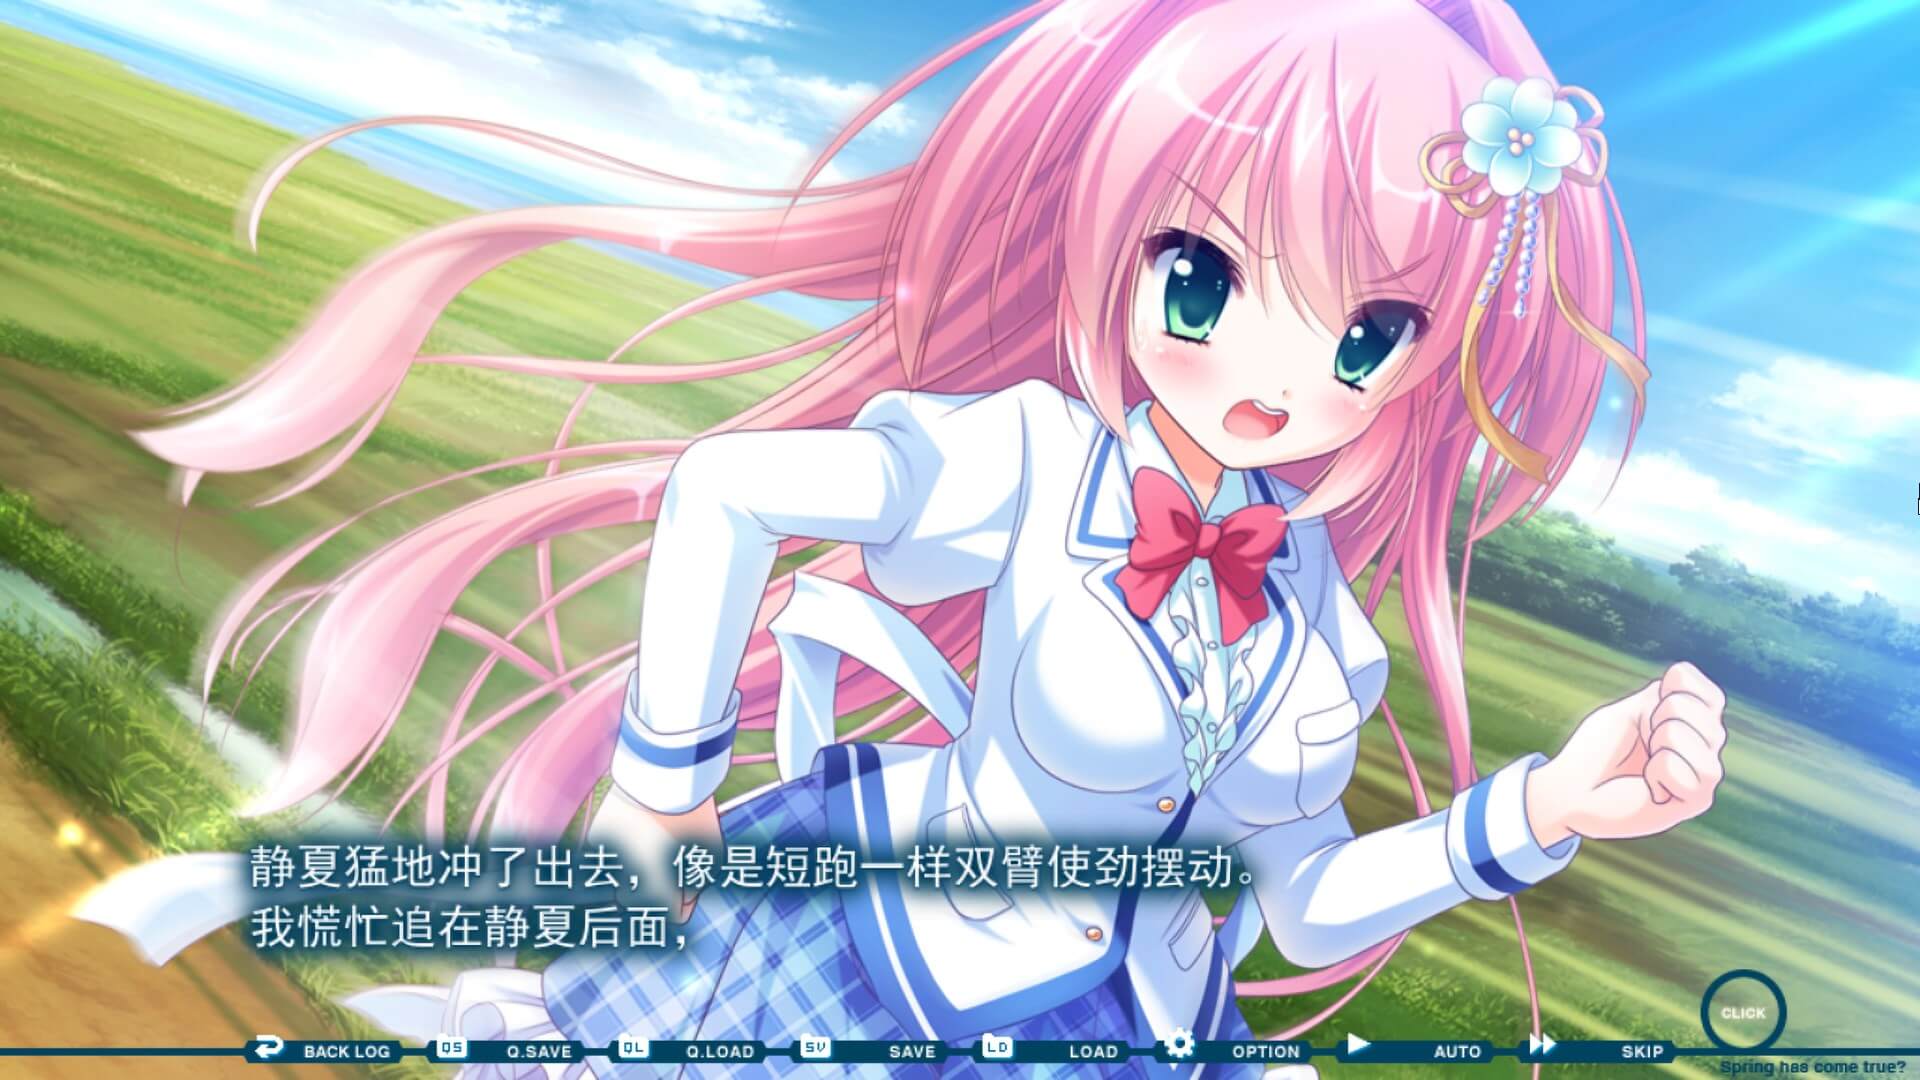 静夏猛地冲了出去，像是短跑一样双臂使劲摆动。
我慌忙追在静夏后面，
CLICK
BACK LOG
QS Q.SAVE
QL Q.LOAD
SV SAVE
LD LOAD
OPTION
AUTO
SKIP
Spring has come true?